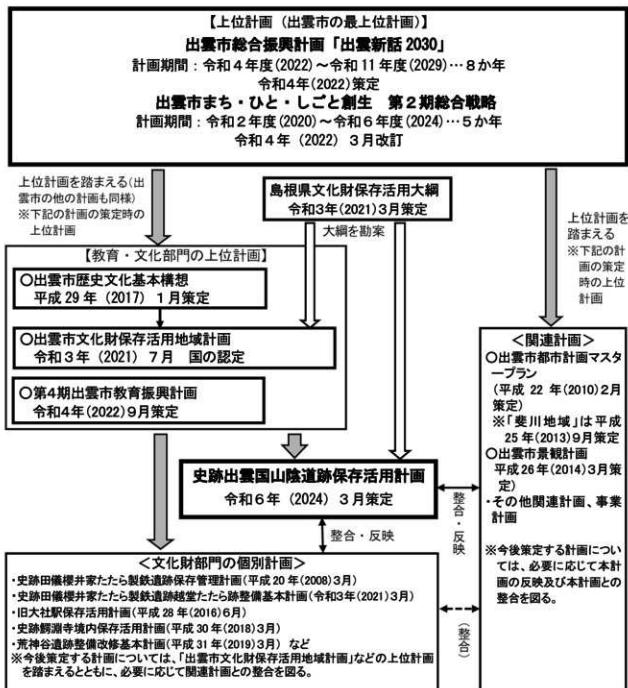 【上位計画（出雲市の最上位計画）】
出雲市総合振興計画「出雲新話2030」
計画期間：令和４年度(2022)～令和11年度(2029)…８か年
令和4年(2022)策定
出雲市まち・ひと・しごと創生　第２期総合戦略
計画期間：令和２年度(2020)～令和６年度(2024)…５か年
令和４年（2022）３月改訂
上位計画を踏まえる(出
雲市の他の計画も同様)
※下記の計画の策定時の
上位計画
島根県文化財保存活用大綱
令和3年(2021)3月策定
大綱を勘案
上位計画を
踏まえる
※下記の計
画の策定
時の上位
計画
【教育・文化部門の上位計画】
○出雲市歴史文化基本構想
平成29年（2017）１月策定
○出雲市文化財保存活用地域計画
令和３年（2021）７月　国の認定
○第4期出雲市教育振興計画
令和4年(2022)9月策定
＜関連計画＞
○出雲市都市計画マスタ
ープラン
(平成 22 年(2010)2月
策定)
※「斐川地域」は平成
25年(2013)9月策定
○出雲市景観計画
平成26年(2014)3月策
定)
・その他関連計画、事業
計画
※今後策定する計画につい
ては、必要に応じて本計
画の反映及び本計画との
整合を図る。
史跡出雲国山陰道跡保存活用計画
令和６年（2024）３月策定
整合・反映
整合・反映
＜文化財部門の個別計画＞
・史跡田儀櫻井家たたら製鉄遺跡保存管理計画(平成20年(2008)3月)
・史跡田儀櫻井家たたら製鉄遺跡越堂たたら跡整備基本計画(令和3年(2021)3月)
・旧大社駅保存活用計画(平成28年(2016)6月)
・史跡鰐淵寺境内保存活用計画(平成30年(2018)3月)
・荒神谷遺跡整備改修基本計画(平成31年(2019)3月) など
※今後策定する計画については、「出雲市文化財保存活用地域計画」などの上位計画
を踏まえるとともに、必要に応じて関連計画との整合を図る。
（整合）